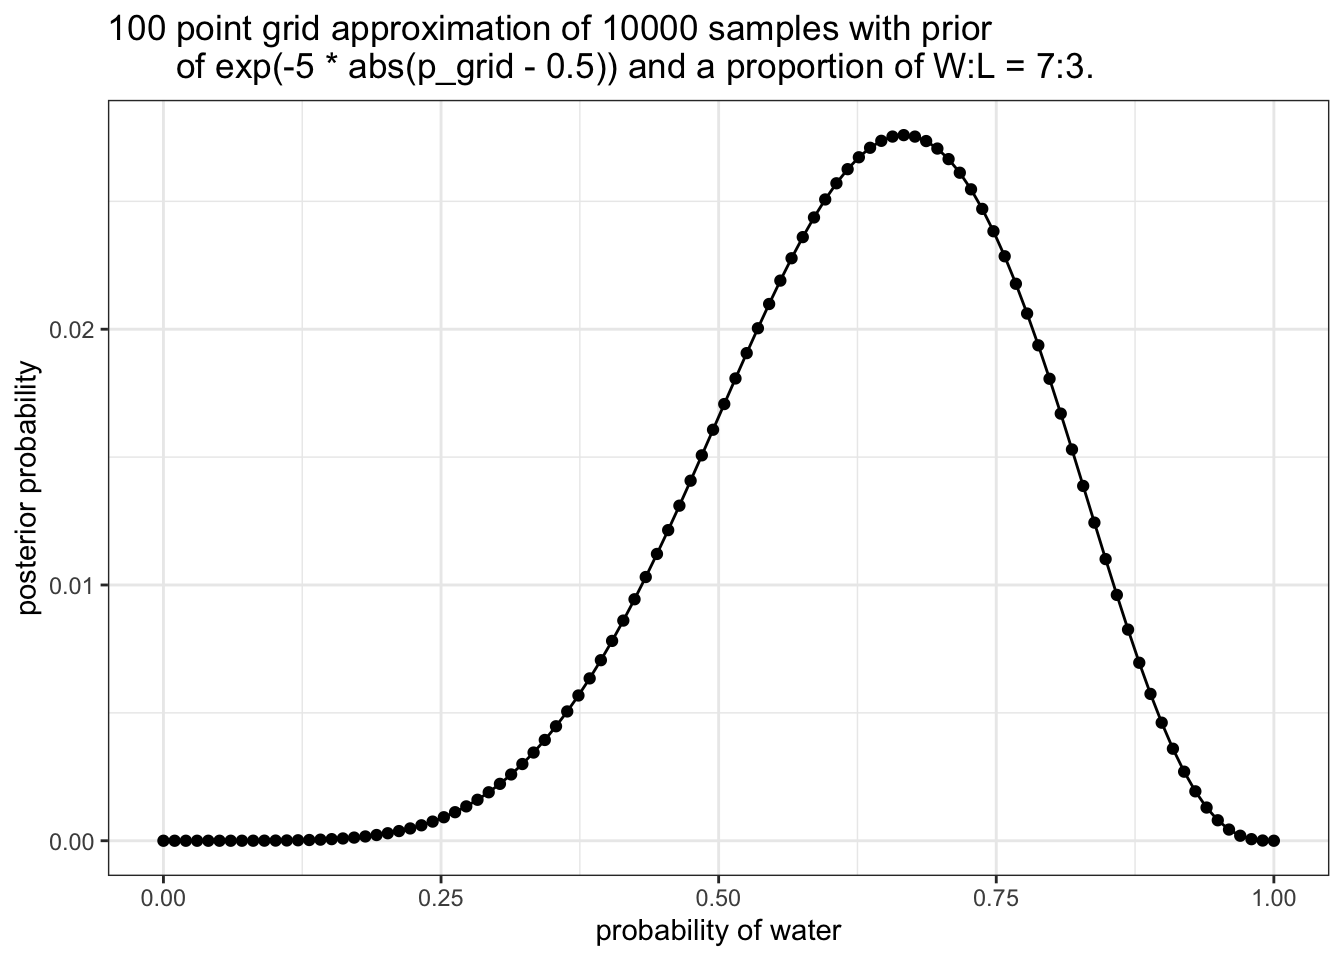 100 point grid approximation of 10000 samples with prior
of exp(-5 * abs(p_grid - 0.5)) and a proportion of W:L = 7:3.
posterior probability
0.02
0.01
0.00
0.00 0.25 0.50 0.75 1.00
probability of water